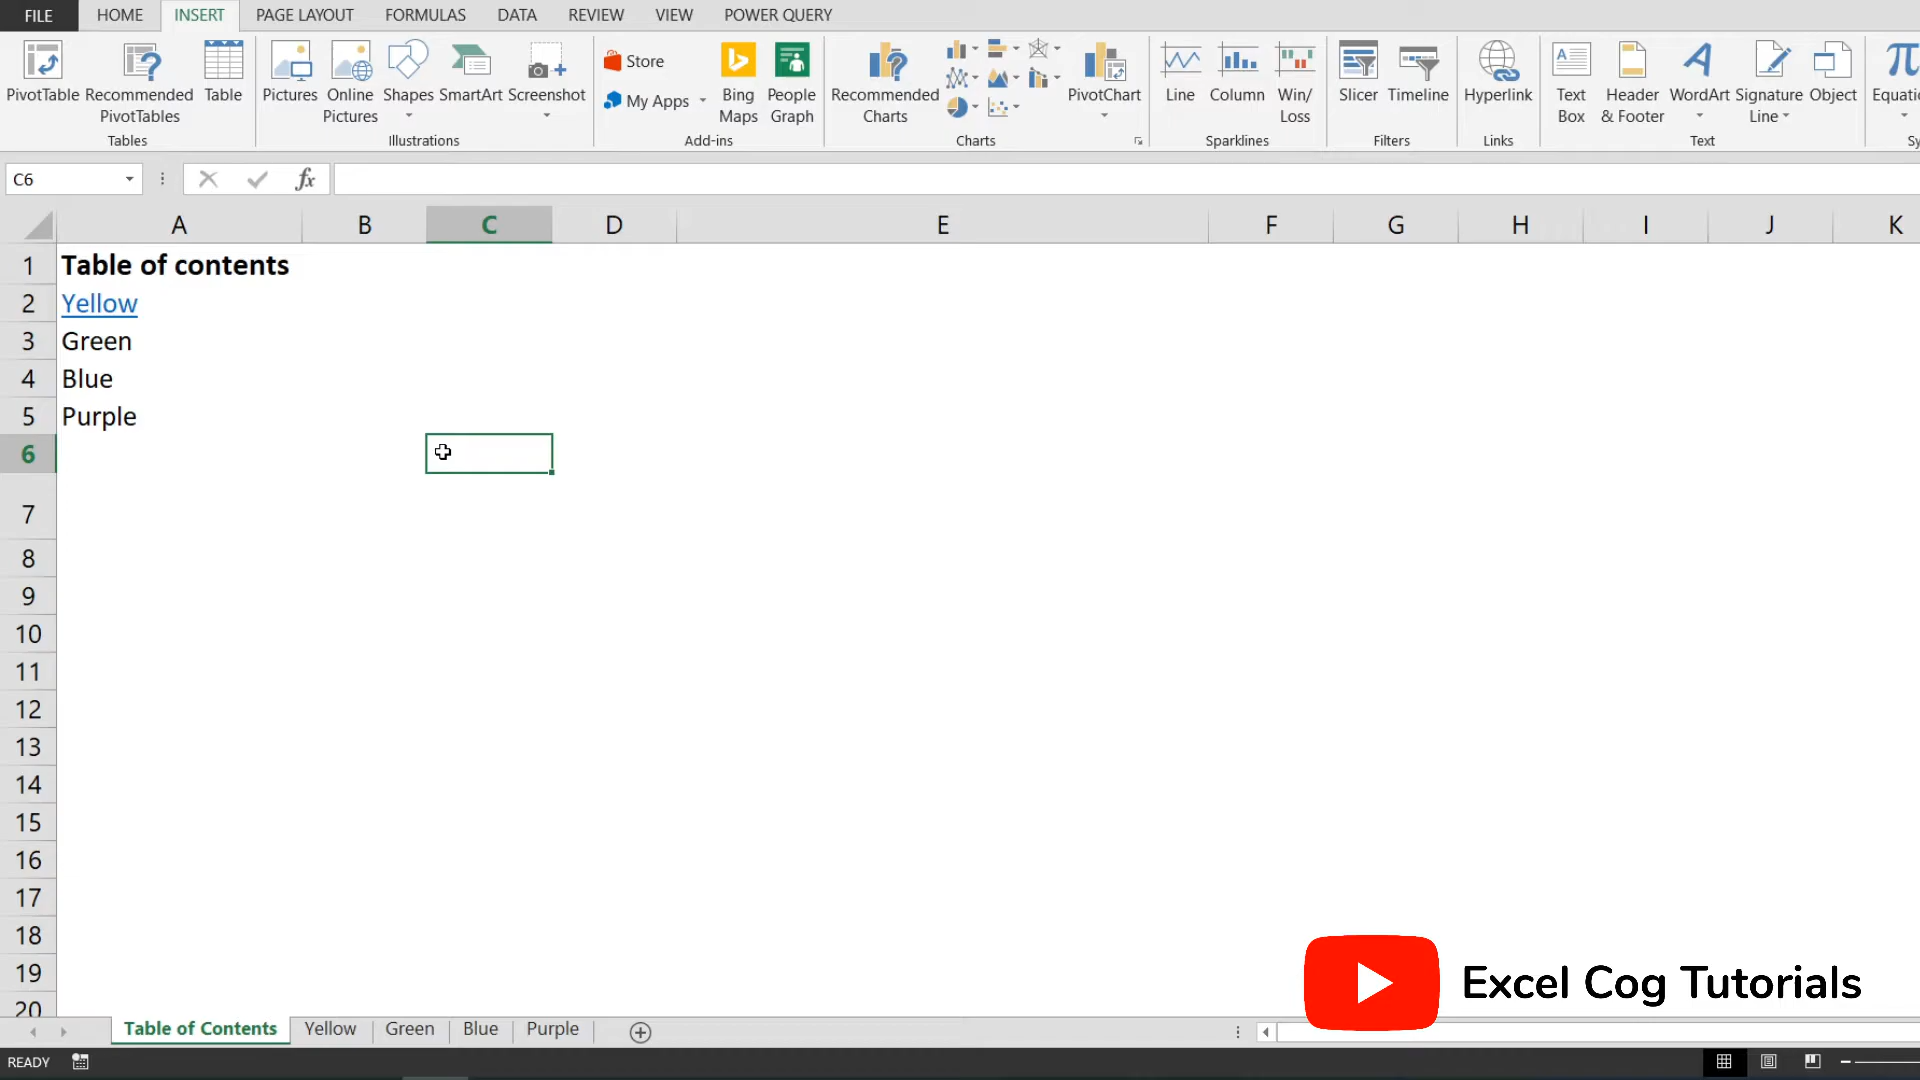 FILE HOME INSERT PAGE LAYOUT FORMULAS DATA REVIEW VIEW POWER QUERY
PivotTable
Recommended
PivotTables
Table
Tables
Pictures
Online
Pictures
Shapes
SmartArt
Screenshot
Illustrations
Store
My Apps
Bing
Maps
People
Graph
Add-ins
Recommended
Charts
PivotChart
Charts
Line
Column
Win/
Loss
Sparklines
Slicer
Timeline
Filters
Hyperlink
Links
Text
Box
Header
& Footer
WordArt
Signature
Line
Object
Text
π
Equatio
Sy
C6
fx
A B C D E F G H I J K
1 Table of contents
2 Yellow
3 Green
4 Blue
5 Purple
6
7
8
9
10
11
12
13
14
15
16
17
18
19
20
Excel Cog Tutorials
Table of Contents Yellow Green Blue Purple
READY